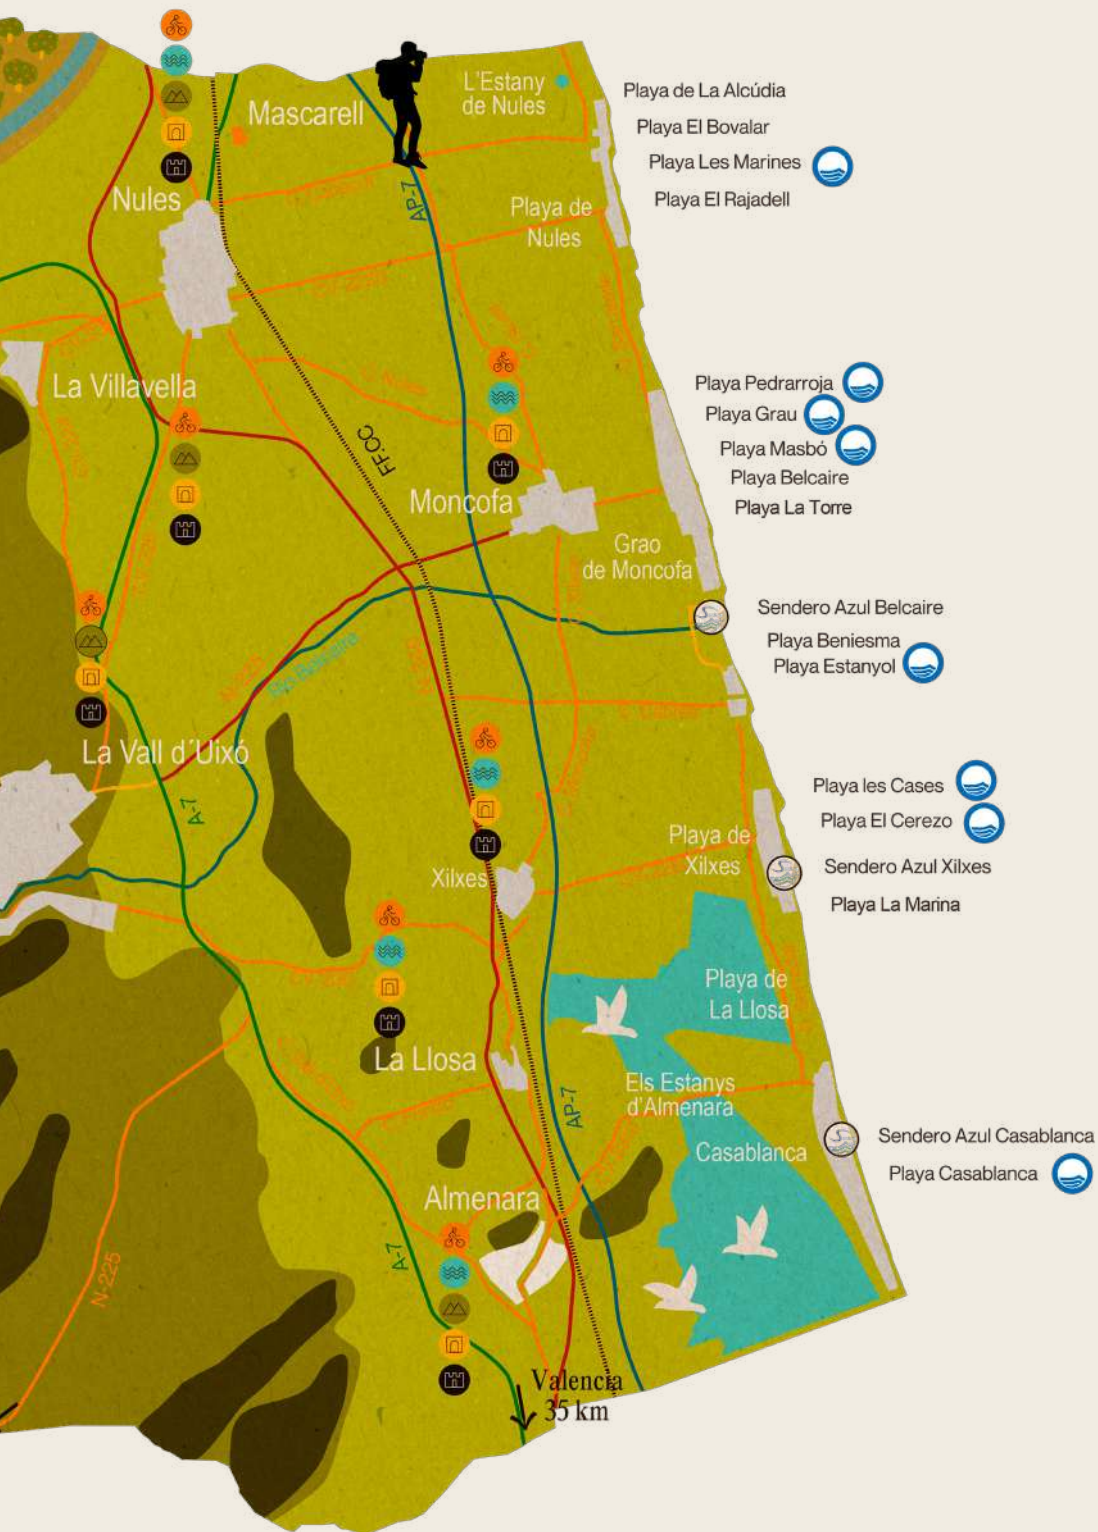 L'Estany
de Nules
Playa de La Alcúdia
Mascarell
Playa El Bovalar
Playa Les Marines
Nules
AP-7
Playa El Rajadell
Playa de
Nules
La Villavella
Playa Pedrarroja
Playa Grau
FF.CC
Playa Masbó
Playa Belcaire
Moncofa
Playa La Torre
Grao
de Moncofa
Sendero Azul Belcaire
Playa Beniesma
Playa Estanyol
Río Belcaire
La Vall d´Uixó
A-7
Playa les Cases
Playa El Cerezo
Playa de
Xilxes
Xilxes
Sendero Azul Xilxes
Playa La Marina
Playa de
La Llosa
La Llosa
Els Estanys
d'Almenara
AP-7
Casablanca
Sendero Azul Casablanca
Playa Casablanca
Almenara
A-7
N-225
Valencia
35 km